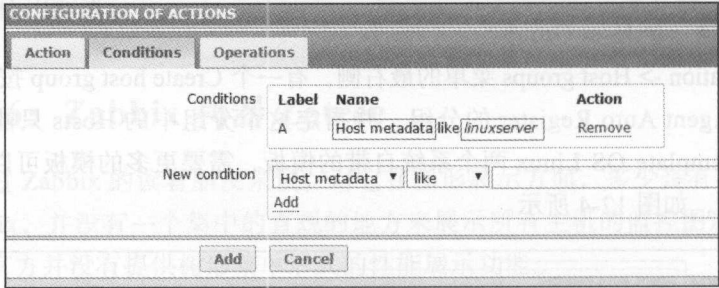 CONFIGURATION OF ACTIONS
Action Conditions Operations
Conditions Label Name Action
A Host metadata like linuxserver Remove
New condition Host metadata like
Add
Add Cancel